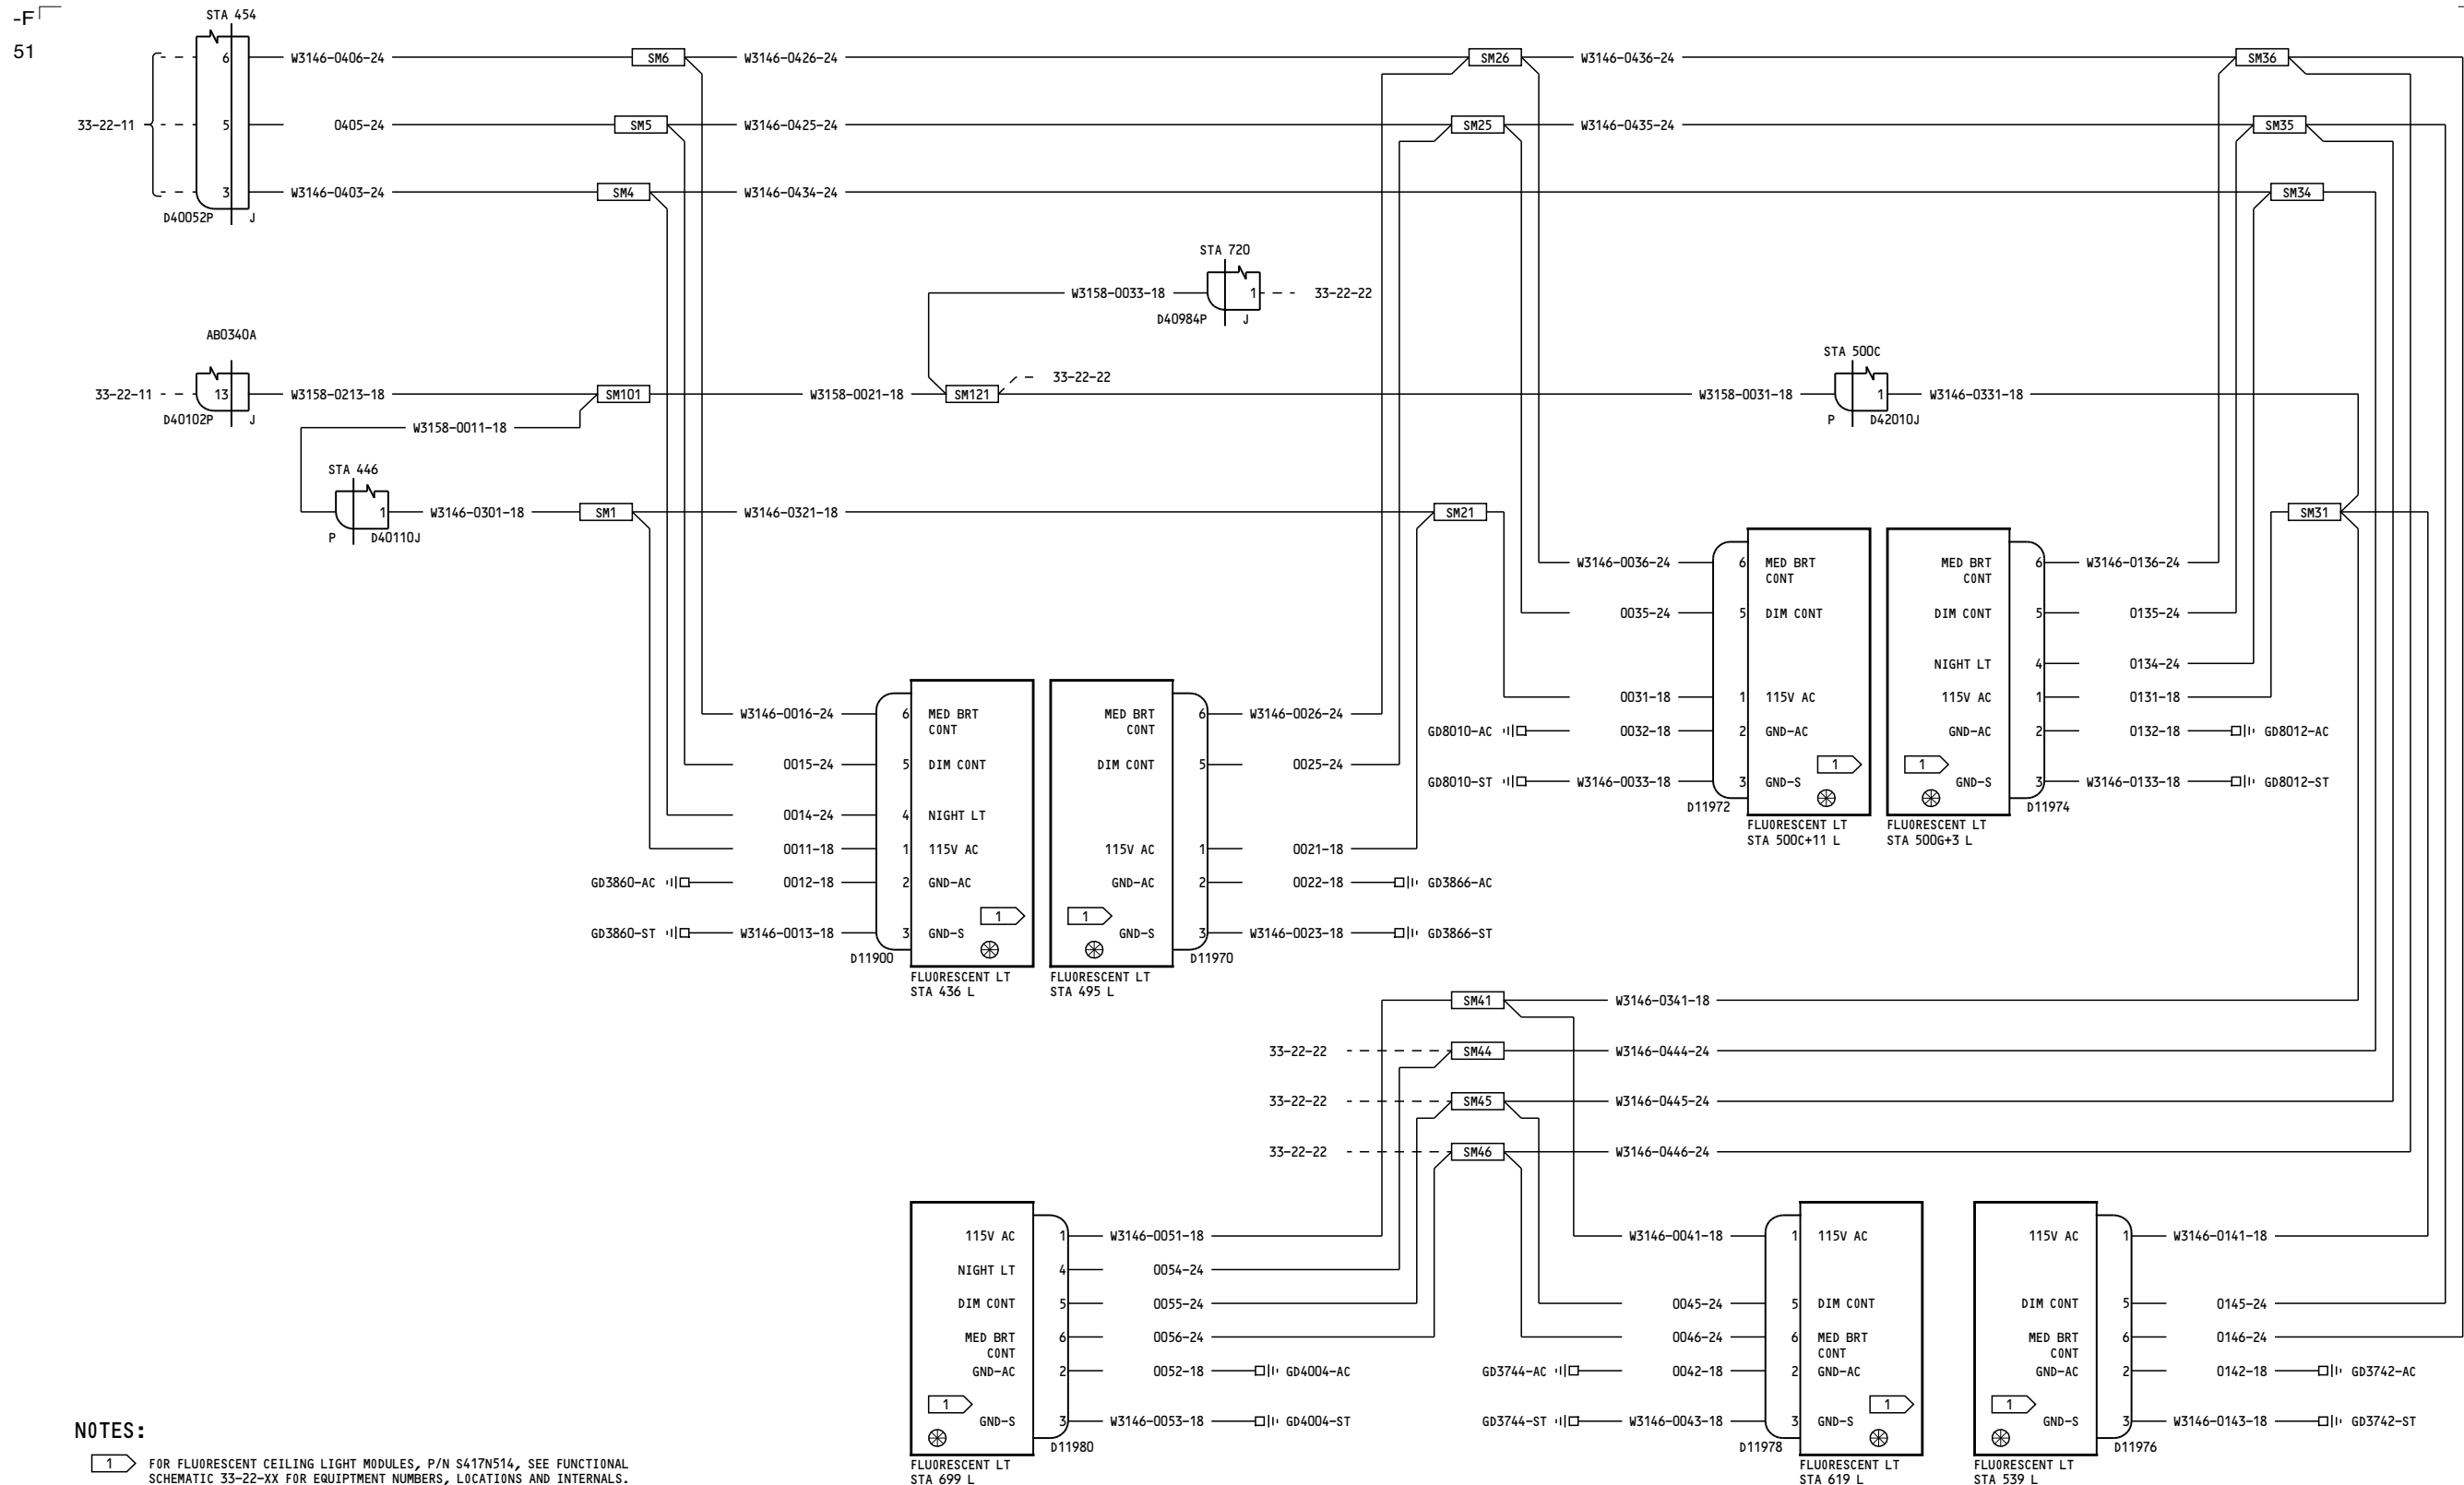 -F
51
STA 454
6 W3146-0406-24 SM6 W3146-0426-24 SM26 W3146-0436-24 SM36
33-22-11 5 0405-24 SM5 W3146-0425-24 SM25 W3146-0435-24 SM35
3 W3146-0403-24 SM4 W3146-0434-24 SM34
D40052P J
STA 720
W3158-0033-18 1 33-22-22
D40984P J
AB0340A
STA 500C
33-22-22
33-22-11 13 W3158-0213-18 SM101 W3158-0021-18 SM121 W3158-0031-18 1 W3146-0331-18
D40102P J
P D42010J
W3158-0011-18
STA 446
1 W3146-0301-18 SM1 W3146-0321-18 SM21 SM31
P D40110J
W3146-0036-24 6 MED BRT
CONT
0035-24 5 DIM CONT
0031-18 1 115V AC
GD8010-AC 0032-18 2 GND-AC
1
GD8010-ST W3146-0033-18 3 GND-S
D11972
FLUORESCENT LT
STA 500C+11 L
MED BRT 6 W3146-0136-24
CONT
DIM CONT 5 0135-24
NIGHT LT 4 0134-24
115V AC 1 0131-18
GND-AC 2 0132-18 GD8012-AC
1
GND-S 3 W3146-0133-18 GD8012-ST
D11974
FLUORESCENT LT
STA 500G+3 L
W3146-0016-24 6 MED BRT
CONT
0015-24 5 DIM CONT
0014-24 4 NIGHT LT
0011-18 1 115V AC
GD3860-AC 0012-18 2 GND-AC
1
GD3860-ST W3146-0013-18 3 GND-S
D11900
FLUORESCENT LT
STA 436 L
MED BRT 6 W3146-0026-24
CONT
DIM CONT 5 0025-24
115V AC 1 0021-18
GND-AC 2 0022-18 GD3866-AC
1
GND-S 3 W3146-0023-18 GD3866-ST
D11970
FLUORESCENT LT
STA 495 L
SM41 W3146-0341-18
33-22-22 SM44 W3146-0444-24
33-22-22 SM45 W3146-0445-24
33-22-22 SM46 W3146-0446-24
115V AC 1 W3146-0051-18
NIGHT LT 4 0054-24
DIM CONT 5 0055-24
MED BRT 6 0056-24
CONT
GND-AC 2 0052-18 GD4004-AC
1
GND-S 3 W3146-0053-18 GD4004-ST
D11980
FLUORESCENT LT
STA 699 L
W3146-0041-18 1 115V AC
0045-24 5 DIM CONT
0046-24 6 MED BRT
CONT
GD3744-AC 0042-18 2 GND-AC
1
GD3744-ST W3146-0043-18 3 GND-S
D11978
FLUORESCENT LT
STA 619 L
115V AC 1 W3146-0141-18
DIM CONT 5 0145-24
MED BRT 6 0146-24
CONT
GND-AC 2 0142-18 GD3742-AC
1
GND-S 3 W3146-0143-18 GD3742-ST
D11976
FLUORESCENT LT
STA 539 L
NOTES:
1 FOR FLUORESCENT CEILING LIGHT MODULES, P/N S417N514, SEE FUNCTIONAL
SCHEMATIC 33-22-XX FOR EQUIPTMENT NUMBERS, LOCATIONS AND INTERNALS.